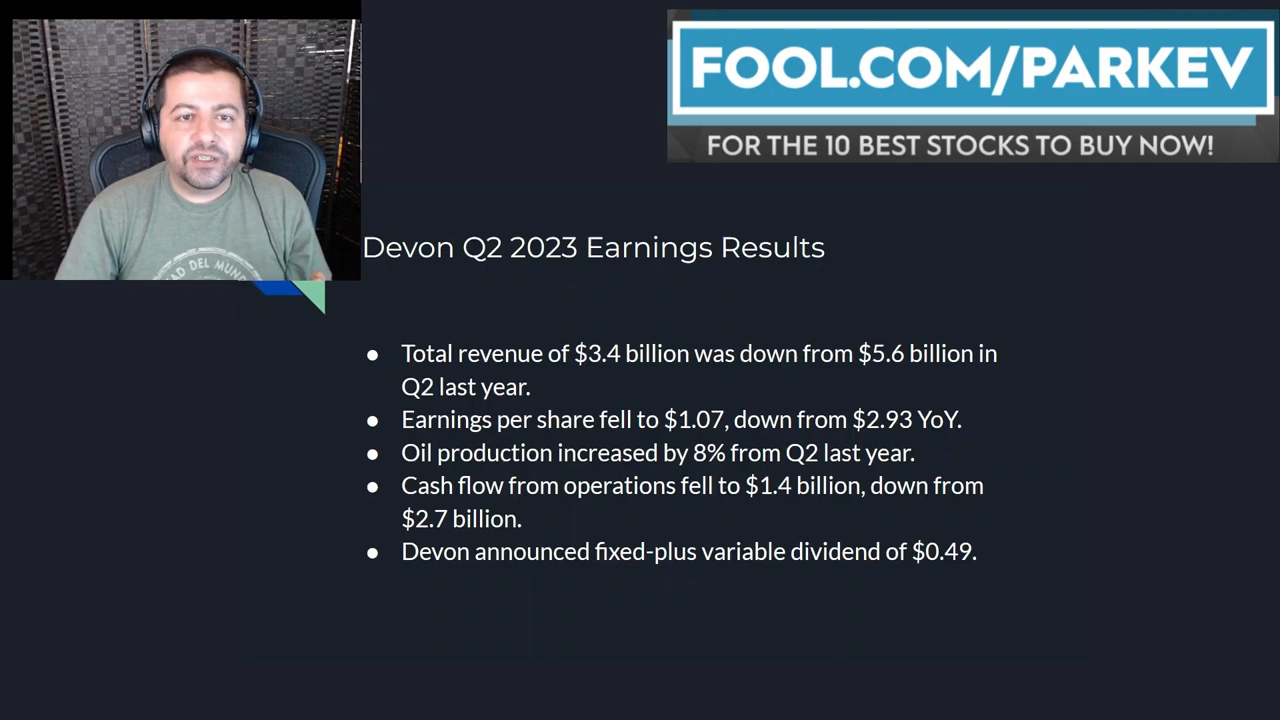 FOOL.COM/PARKEV
FOR THE 10 BEST STOCKS TO BUY NOW!
AD DEL MUN
Devon Q2 2023 Earnings Results
● Total revenue of $3.4 billion was down from $5.6 billion in
Q2 last year.
● Earnings per share fell to $1.07, down from $2.93 YoY.
● Oil production increased by 8% from Q2 last year.
● Cash flow from operations fell to $1.4 billion, down from
$2.7 billion.
● Devon announced fixed-plus variable dividend of $0.49.